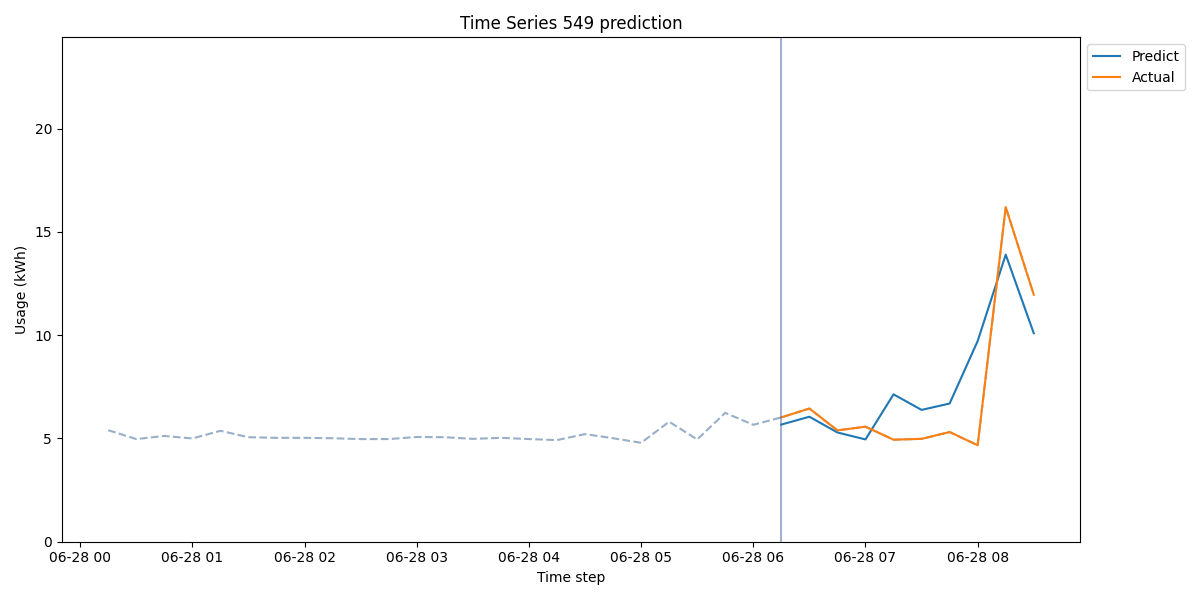 Time Series 549 prediction
Predict
Actual
Usage (kWh)
20
15
10
5
0
06-28 00 06-28 01 06-28 02 06-28 03 06-28 04 06-28 05 06-28 06 06-28 07 06-28 08
Time step